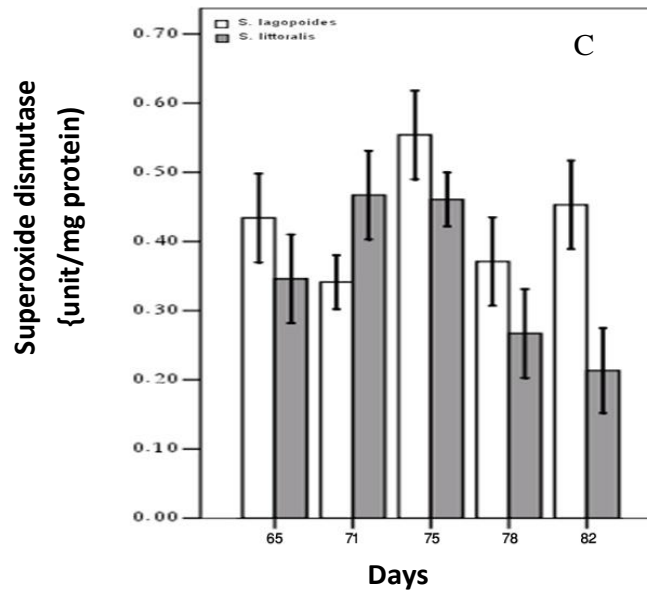 S. lagopoides
S. littoralis
C
Superoxide dismutase
{unit/mg protein)
0.70
0.60
0.50
0.40
0.30
0.20
0.10
0.00
65 71 75 78 82
Days